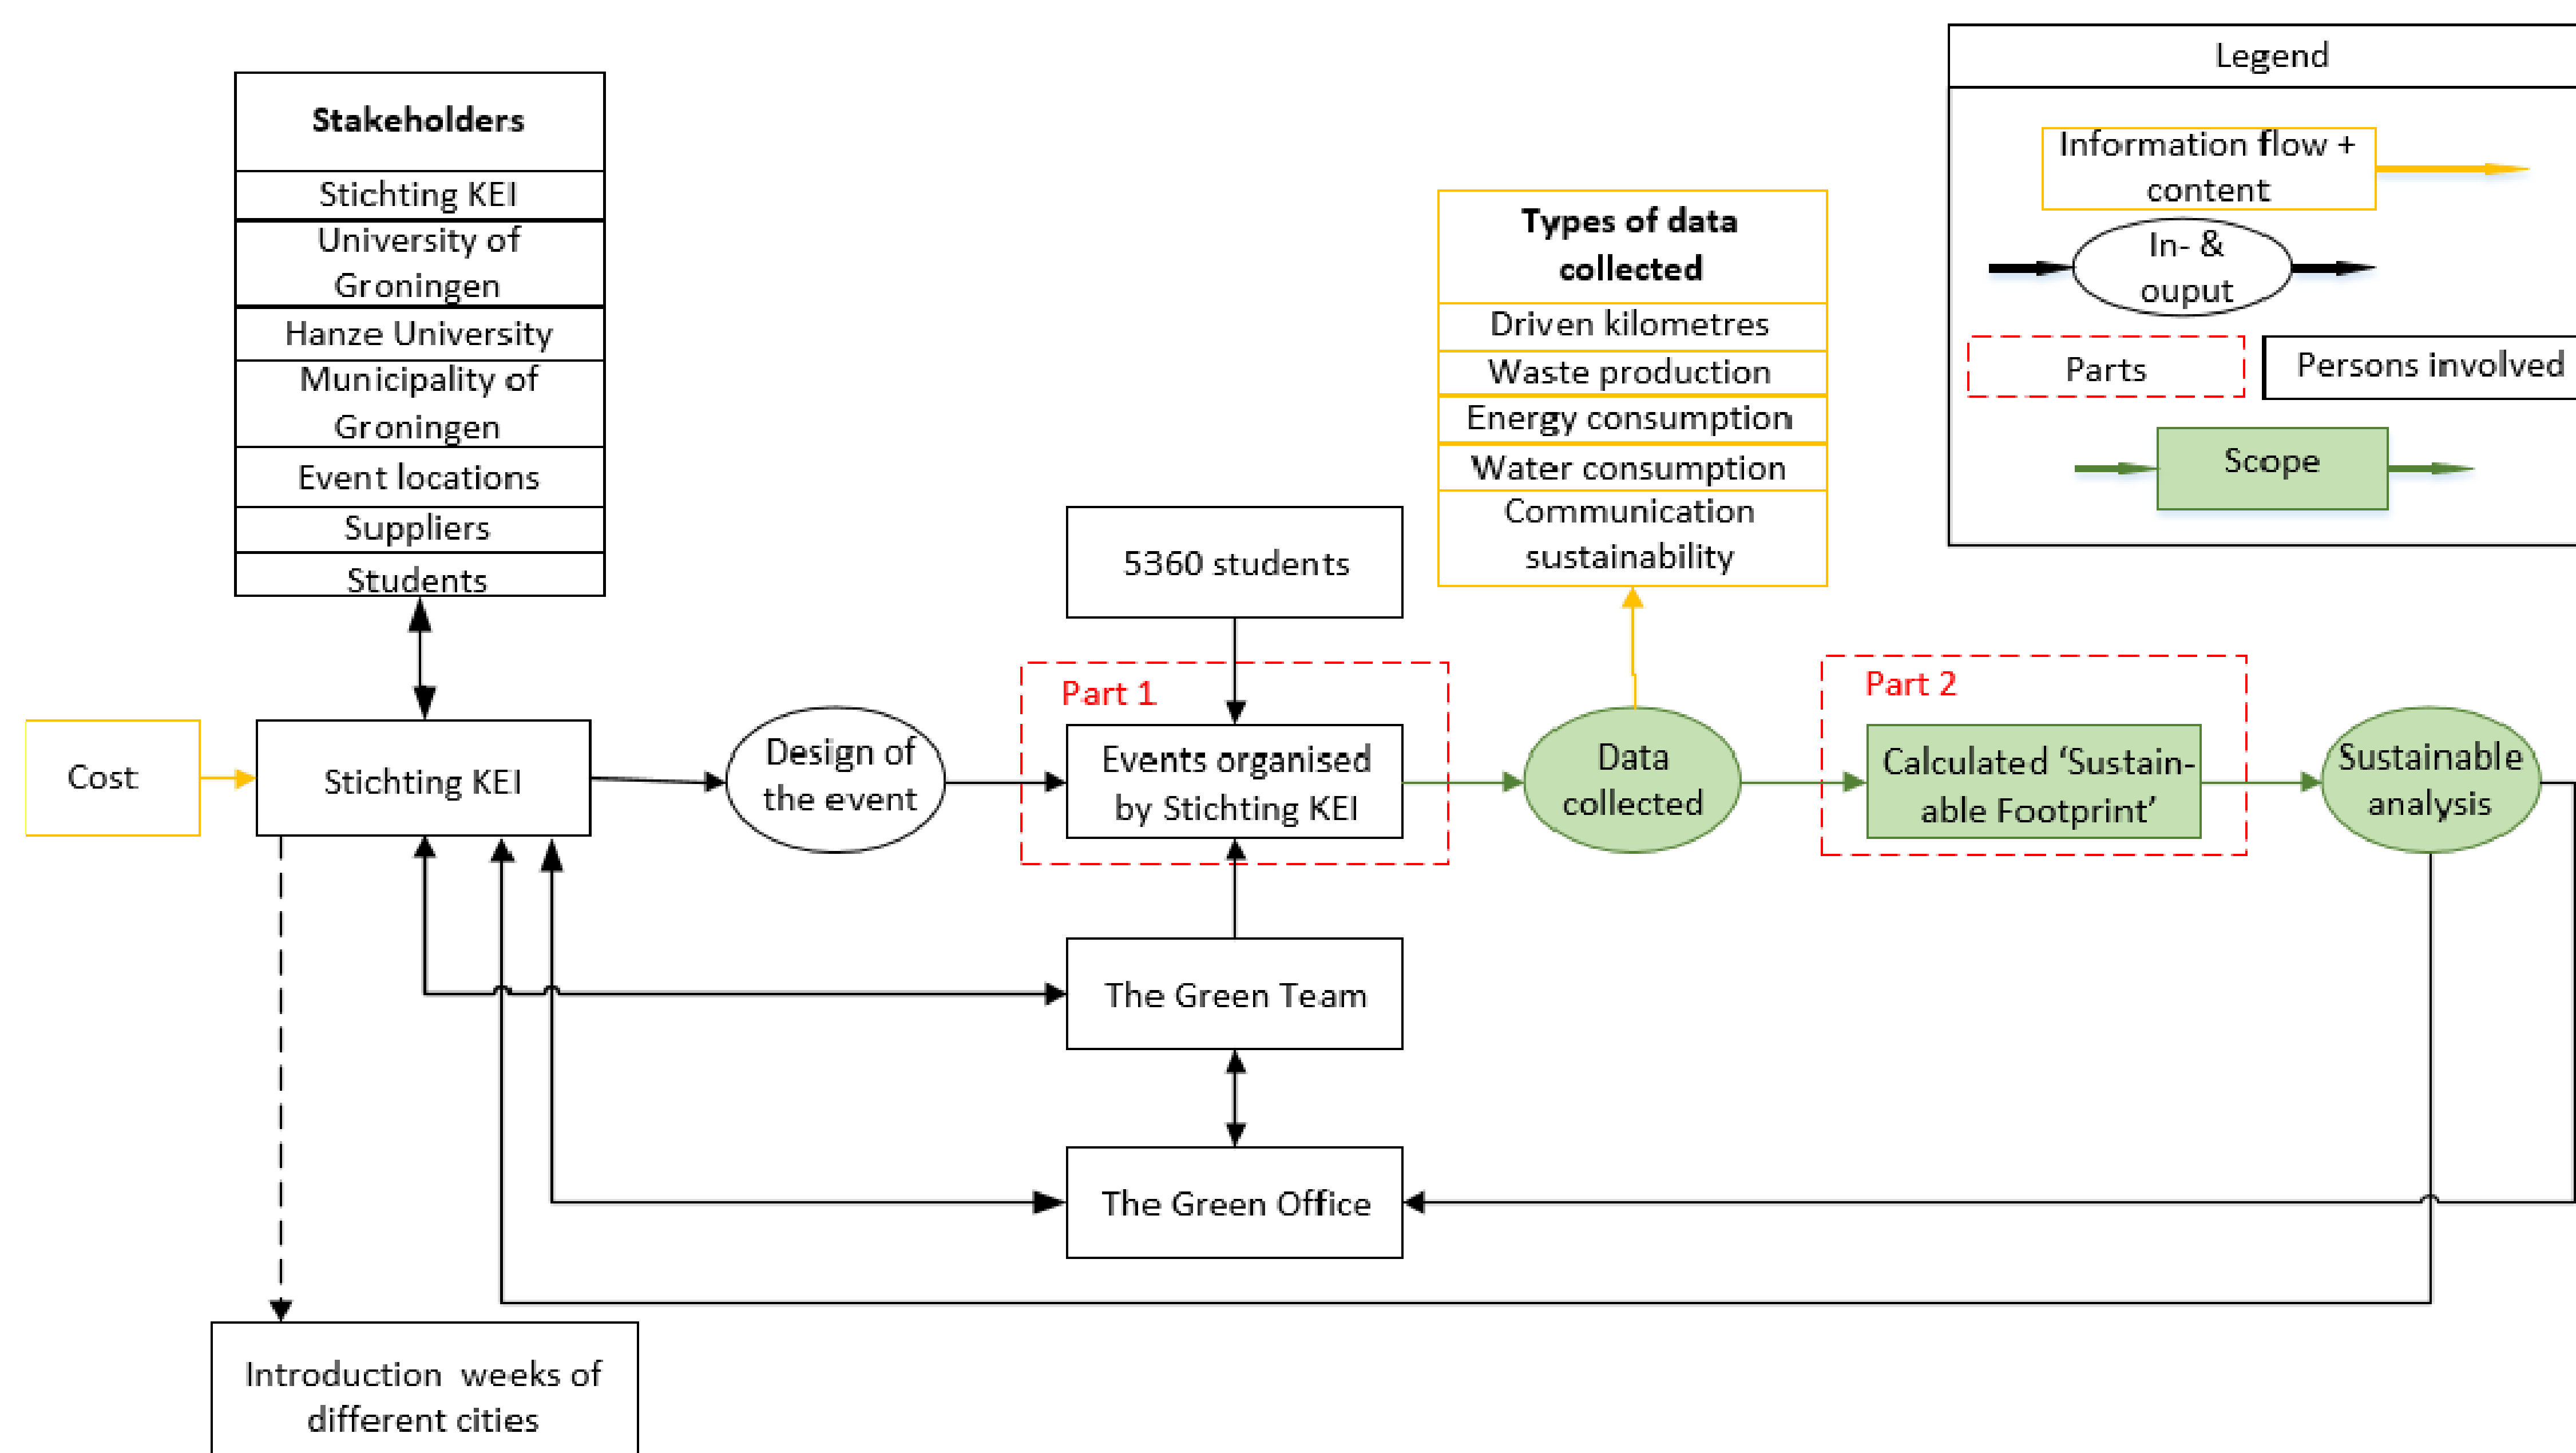 Legend
Information flow +
content
In- &
ouput
Parts
Persons involved
Scope
Stakeholders
Stichting KEI
University of
Groningen
Hanze University
Municipality of
Groningen
Event locations
Suppliers
Students
Types of data
collected
Driven kilometres
Waste production
Energy consumption
Water consumption
Communication
sustainability
5360 students
Part 1
Part 2
Cost
Stichting KEI
Design of
the event
Events organised
by Stichting KEI
Data
collected
Calculated ‘Sustain-
able Footprint’
Sustainable
analysis
The Green Team
The Green Office
Introduction weeks of
different cities